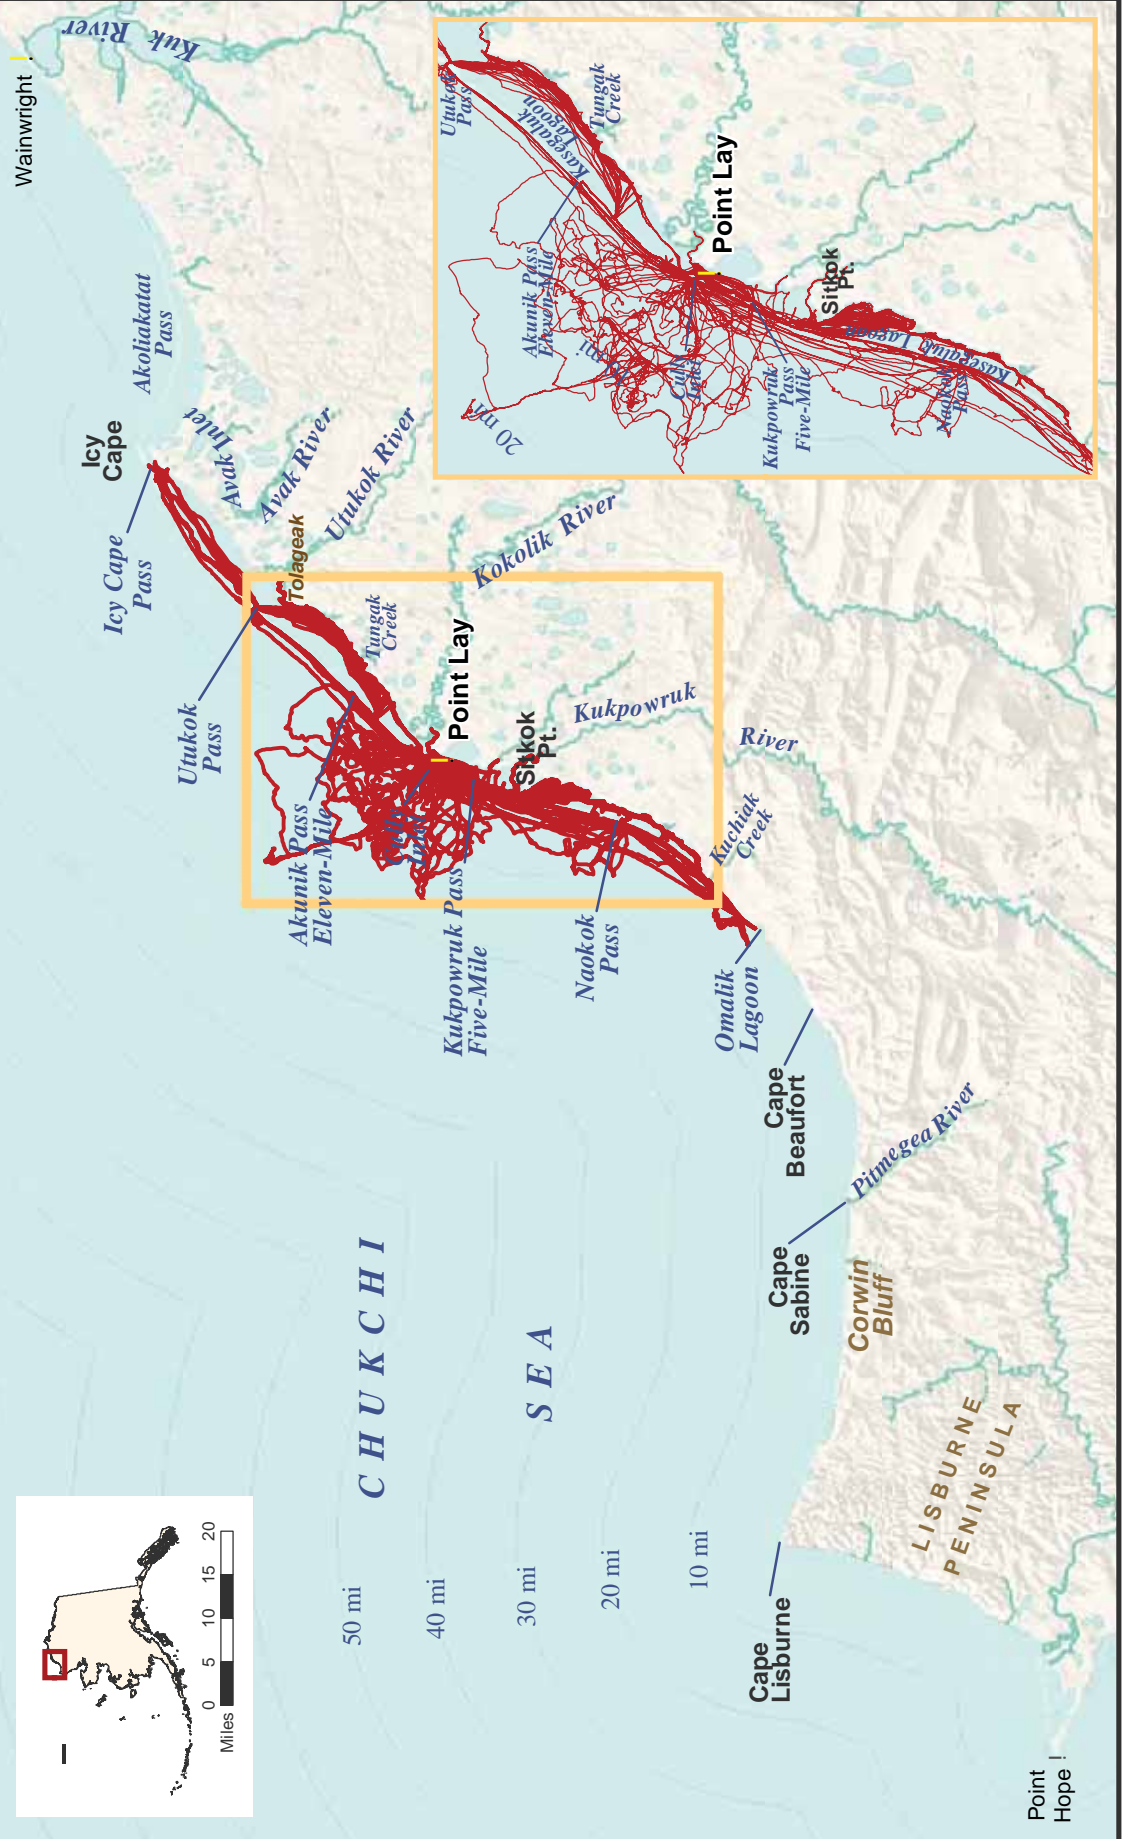 Wainwright
Kuk River
Akoliakatat
Pass
Icy
Cape
Icy Cape
Pass
Avak Inlet
Avak River
Utukok River
Tolageak
Utukok
Pass
Tungak
Creek
Kokolik River
Point Lay
Akunik Pass
Eleven-Mile
Cully
Inlet
Sitkok
Pt.
Kukpowruk
River
Kukpowruk Pass
Five-Mile
Naokok
Pass
Kuchiak
Creek
Omalik
Lagoon
Cape
Beaufort
Pitmegea River
Cape
Sabine
Corwin
Bluff
CHUKCHI
SEA
LISBURNE
PENINSULA
Cape
Lisburne
Point
Hope
50 mi
40 mi
30 mi
20 mi
10 mi
0 5 10 15 20
Miles
Utukok
Pass
Kasegaluk
Lagoon
Tungak
Creek
Akunik Pass
Eleven-Mile
Point Lay
20 mi
Cully
Inlet
Sitkok
Pt.
Kukpowruk
Pass
Five-Mile
Naokok
Pass
Kasegaluk Lagoon